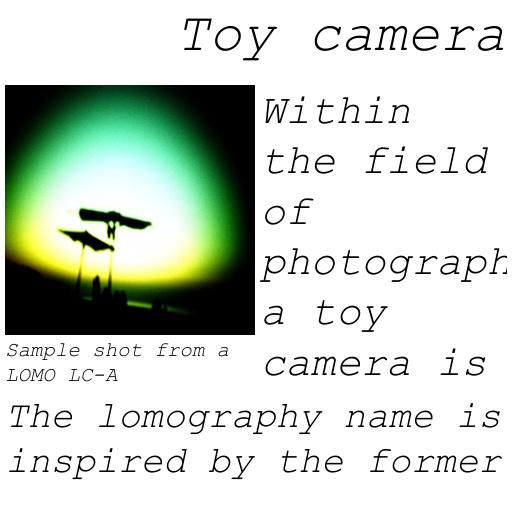 Toy camera
Within
the field
of
photograph
a toy
camera is
Sample shot from a
LOMO LC-A
The lomography name is
inspired by the former